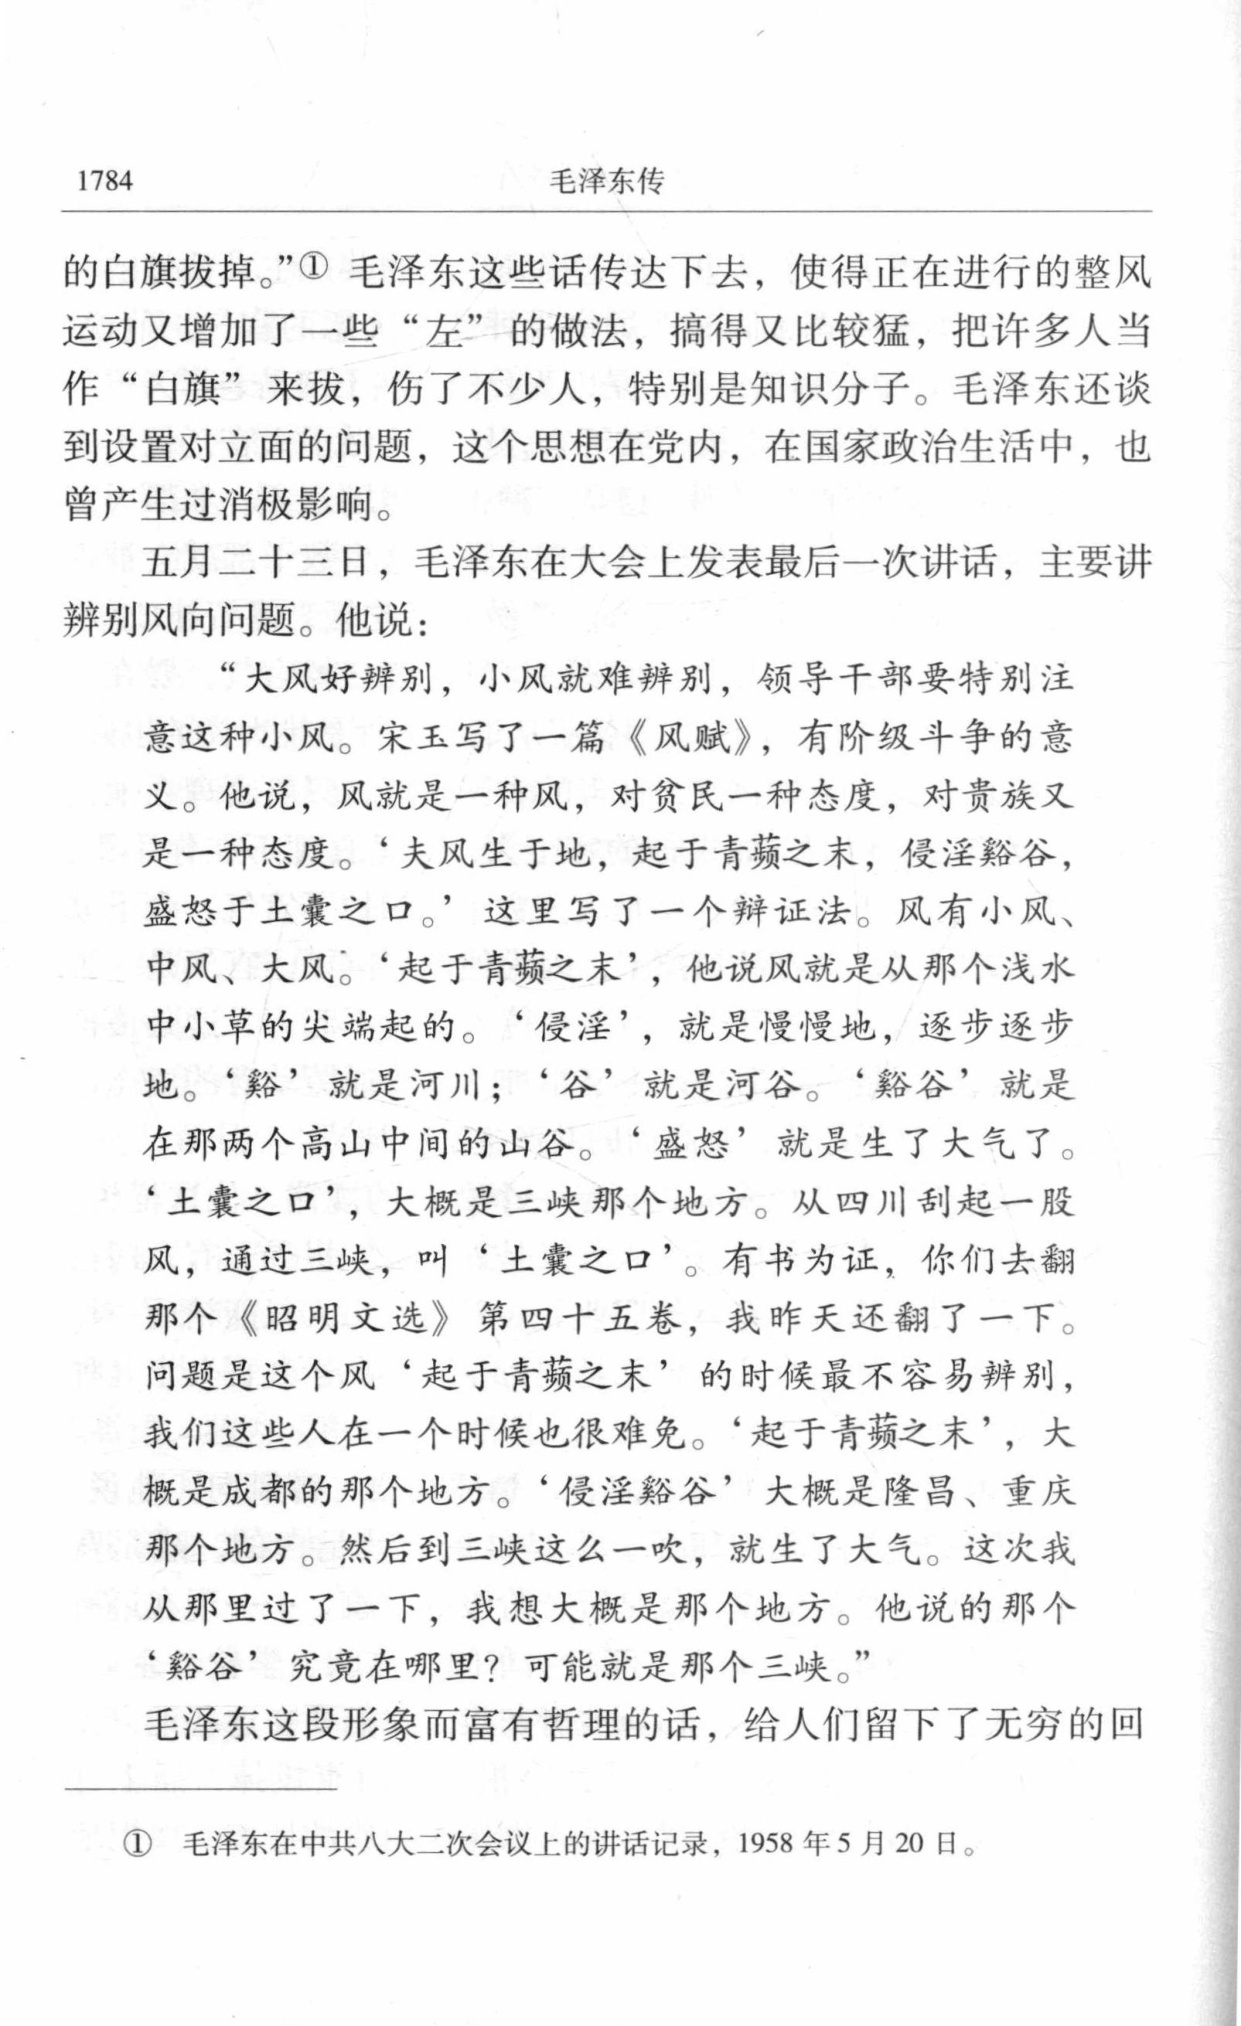 1784 毛泽东传
的白旗拔掉。”① 毛泽东这些话传达下去，使得正在进行的整风
运动又增加了一些“左”的做法，搞得又比较猛，把许多人当
作“白旗”来拔，伤了不少人，特别是知识分子。毛泽东还谈
到设置对立面的问题，这个思想在党内，在国家政治生活中，也
曾产生过消极影响。
五月二十三日，毛泽东在大会上发表最后一次讲话，主要讲
辨别风向问题。他说：
“大风好辨别，小风就难辨别，领导干部要特别注
意这种小风。宋玉写了一篇《风赋》，有阶级斗争的意
义。他说，风就是一种风，对贫民一种态度，对贵族又
是一种态度。‘夫风生于地，起于青蘋之末，侵淫谿谷，
盛怒于土囊之口。’这里写了一个辩证法。风有小风、
中风、大风。‘起于青蘋之末’，他说风就是从那个浅水
中小草的尖端起的。‘侵淫’，就是慢慢地，逐步逐步
地。‘谿’就是河川；‘谷’就是河谷。‘谿谷’就是
在那两个高山中间的山谷。‘盛怒’就是生了大气了。
‘土囊之口’，大概是三峡那个地方。从四川刮起一股
风，通过三峡，叫‘土囊之口’。有书为证，你们去翻
那个《昭明文选》第四十五卷，我昨天还翻了一下。
问题是这个风‘起于青蘋之末’的时候最不容易辨别，
我们这些人在一个时候也很难免。‘起于青蘋之末’，大
概是成都的那个地方。‘侵淫谿谷’大概是隆昌、重庆
那个地方。然后到三峡这么一吹，就生了大气。这次我
从那里过了一下，我想大概是那个地方。他说的那个
‘谿谷’究竟在哪里？可能就是那个三峡。”
毛泽东这段形象而富有哲理的话，给人们留下了无穷的回
① 毛泽东在中共八大二次会议上的讲话记录，1958 年 5 月 20 日。